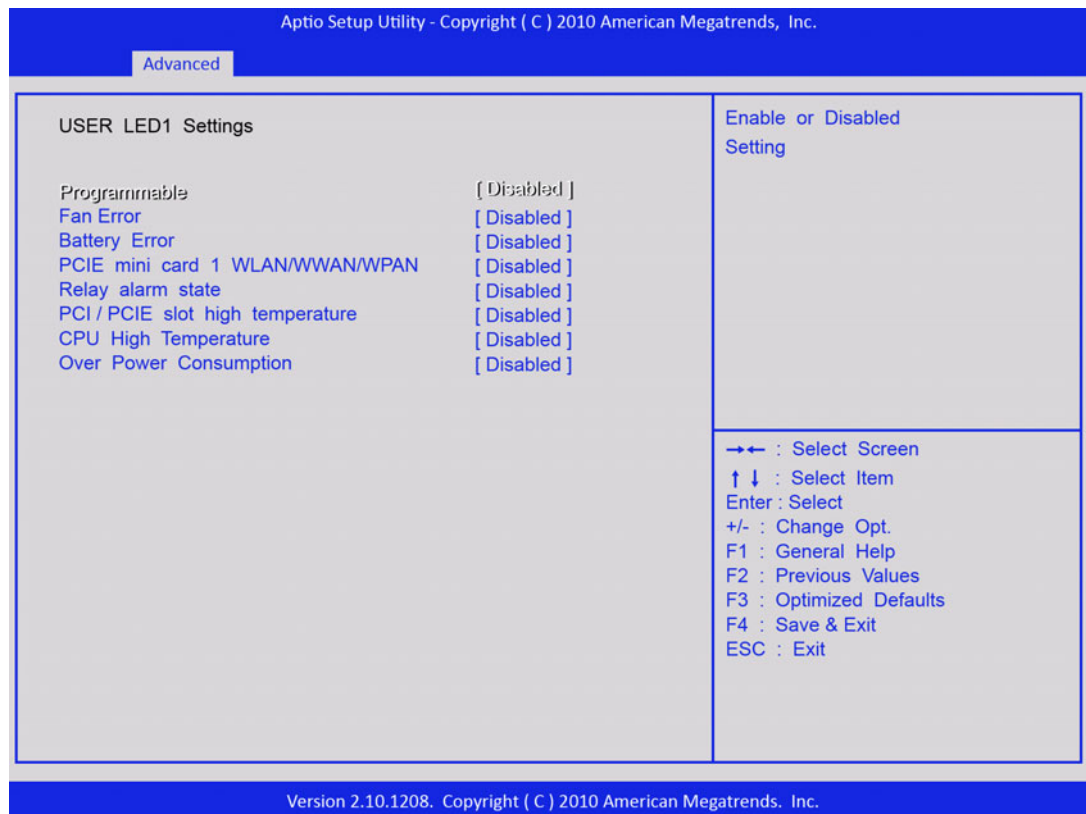 Aptio Setup Utility - Copyright ( C ) 2010 American Megatrends, Inc.
Advanced
USER LED1 Settings
Programmable [ Disabled ]
Fan Error [ Disabled ]
Battery Error [ Disabled ]
PCIE mini card 1 WLAN/WWAN/WPAN [ Disabled ]
Relay alarm state [ Disabled ]
PCI / PCIE slot high temperature [ Disabled ]
CPU High Temperature [ Disabled ]
Over Power Consumption [ Disabled ]
Enable or Disabled
Setting
→← : Select Screen
↑↓ : Select Item
Enter : Select
+/- : Change Opt.
F1 : General Help
F2 : Previous Values
F3 : Optimized Defaults
F4 : Save & Exit
ESC : Exit
Version 2.10.1208. Copyright ( C ) 2010 American Megatrends. Inc.